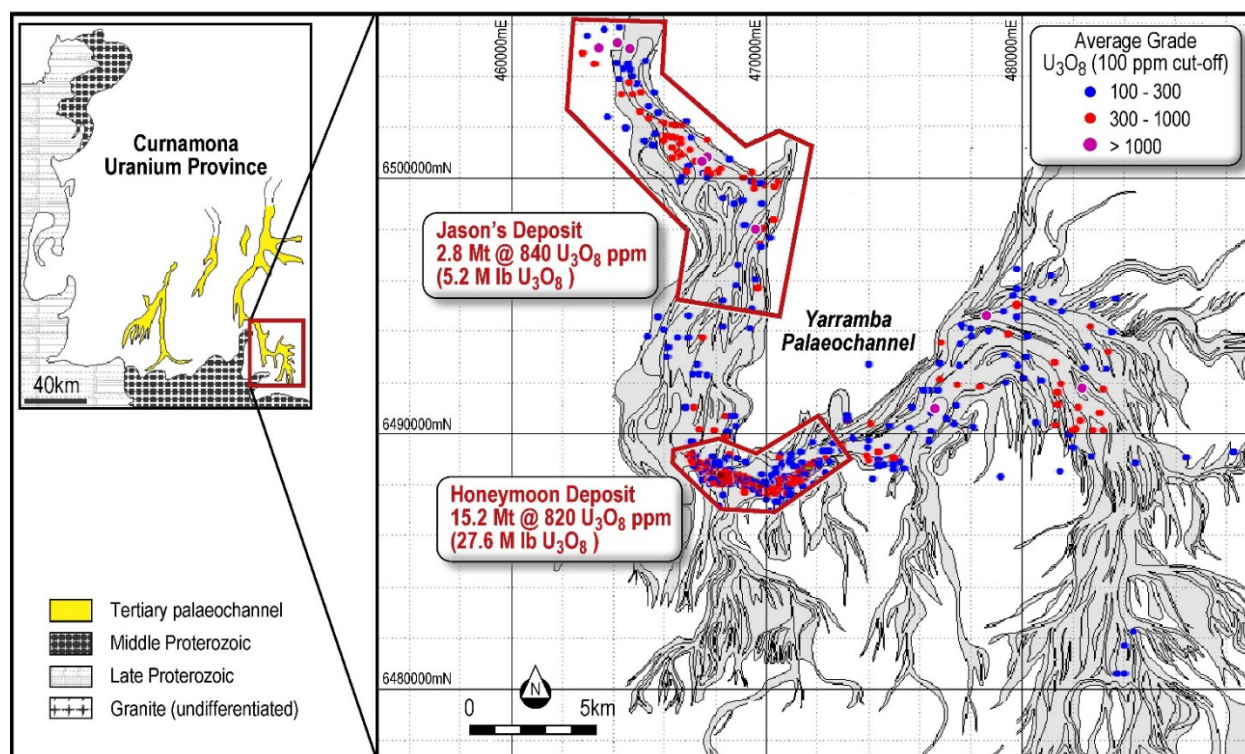 Curnamona
Uranium Province
40km
Tertiary palaeochannel
Middle Proterozoic
Late Proterozoic
Granite (undifferentiated)
460000mE
470000mE
480000mE
Average Grade
U₃O₈ (100 ppm cut-off)
100 - 300
300 - 1000
> 1000
6500000mN
Jason's Deposit
2.8 Mt @ 840 U₃O₈ ppm
(5.2 M lb U₃O₈ )
Yarramba
Palaeochannel
6490000mN
Honeymoon Deposit
15.2 Mt @ 820 U₃O₈ ppm
(27.6 M lb U₃O₈ )
6480000mN
N
0 5km